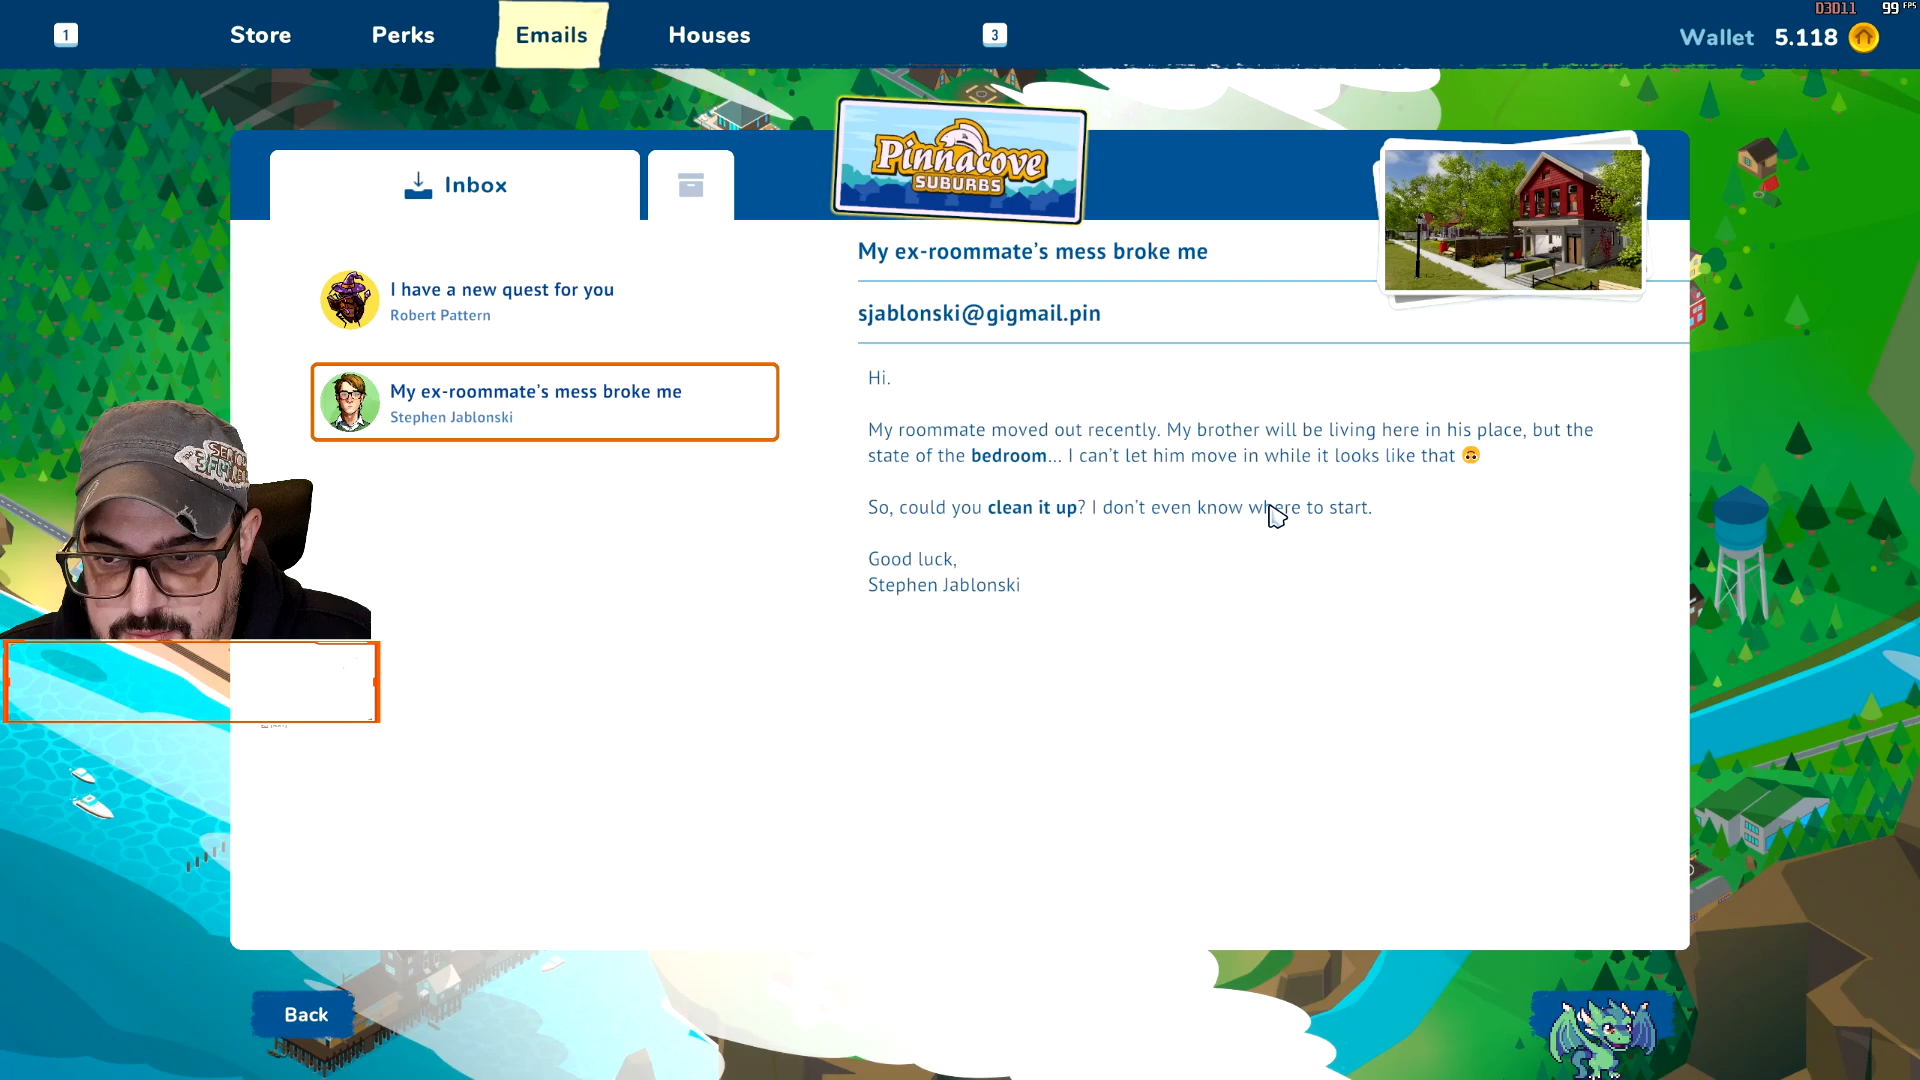 D3D11 99 FPS
1 Store Perks Emails Houses 3 Wallet 5.118
Pinnacove
SUBURBS
Inbox
My ex-roommate's mess broke me
sjablonski@gigmail.pin
I have a new quest for you
Robert Pattern
My ex-roommate's mess broke me
Stephen Jablonski
Hi.
My roommate moved out recently. My brother will be living here in his place, but the
state of the bedroom... I can't let him move in while it looks like that 🙃
So, could you clean it up? I don't even know where to start.
Good luck,
Stephen Jablonski
Back